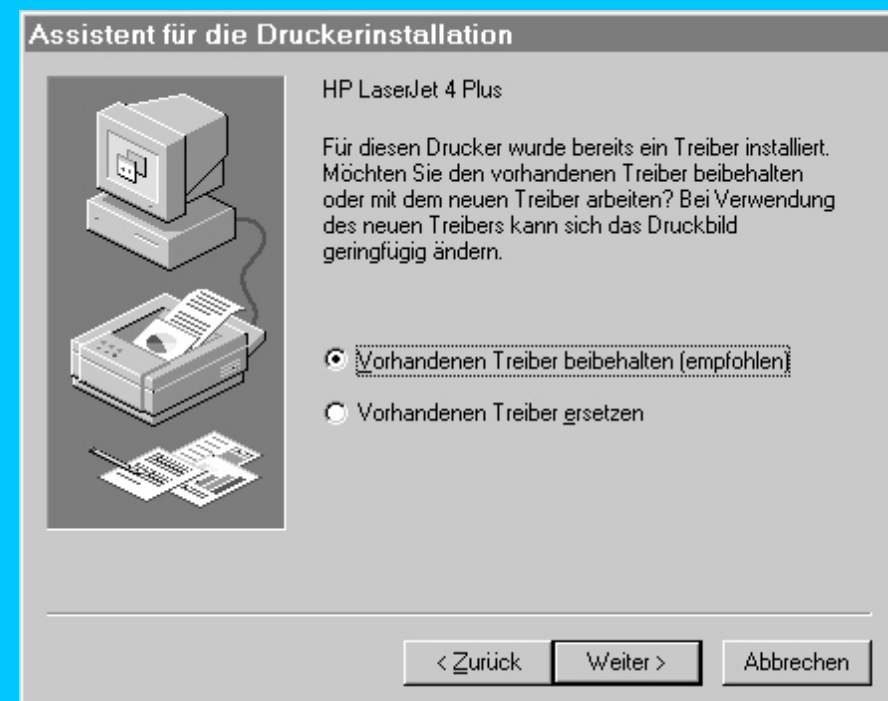 Assistent für die Druckerinstallation
HP LaserJet 4 Plus
Für diesen Drucker wurde bereits ein Treiber installiert.
Möchten Sie den vorhandenen Treiber beibehalten
oder mit dem neuen Treiber arbeiten? Bei Verwendung
des neuen Treibers kann sich das Druckbild
geringfügig ändern.
Vorhandenen Treiber beibehalten (empfohlen)
Vorhandenen Treiber ersetzen
< Zurück Weiter > Abbrechen